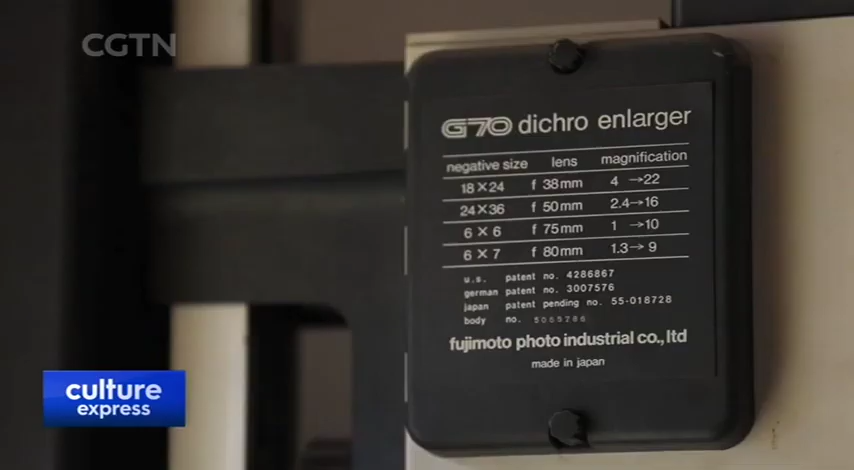 CGTN
G70 dichro enlarger
negative size lens magnification
18×24 f 38mm 4 →22
24×36 f 50mm 2.4→16
6 × 6 f 75mm 1 →10
6 × 7 f 80mm 1.3→ 9
u.s. patent no. 4286867
german patent no. 3007576
japan patent pending no. 55-018728
body no.
fujimoto photo industrial co., ltd
made in japan
culture
express